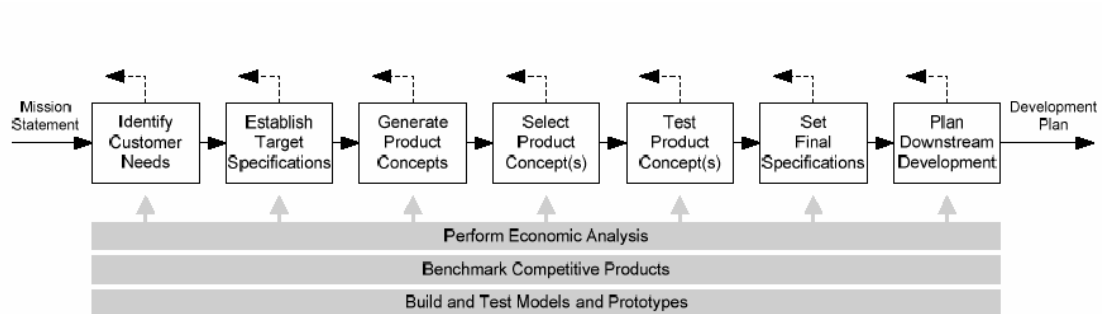 Mission
Statement
Identify
Customer
Needs
Establish
Target
Specifications
Generate
Product
Concepts
Select
Product
Concept(s)
Test
Product
Concept(s)
Set
Final
Specifications
Plan
Downstream
Development
Development
Plan
Perform Economic Analysis
Benchmark Competitive Products
Build and Test Models and Prototypes